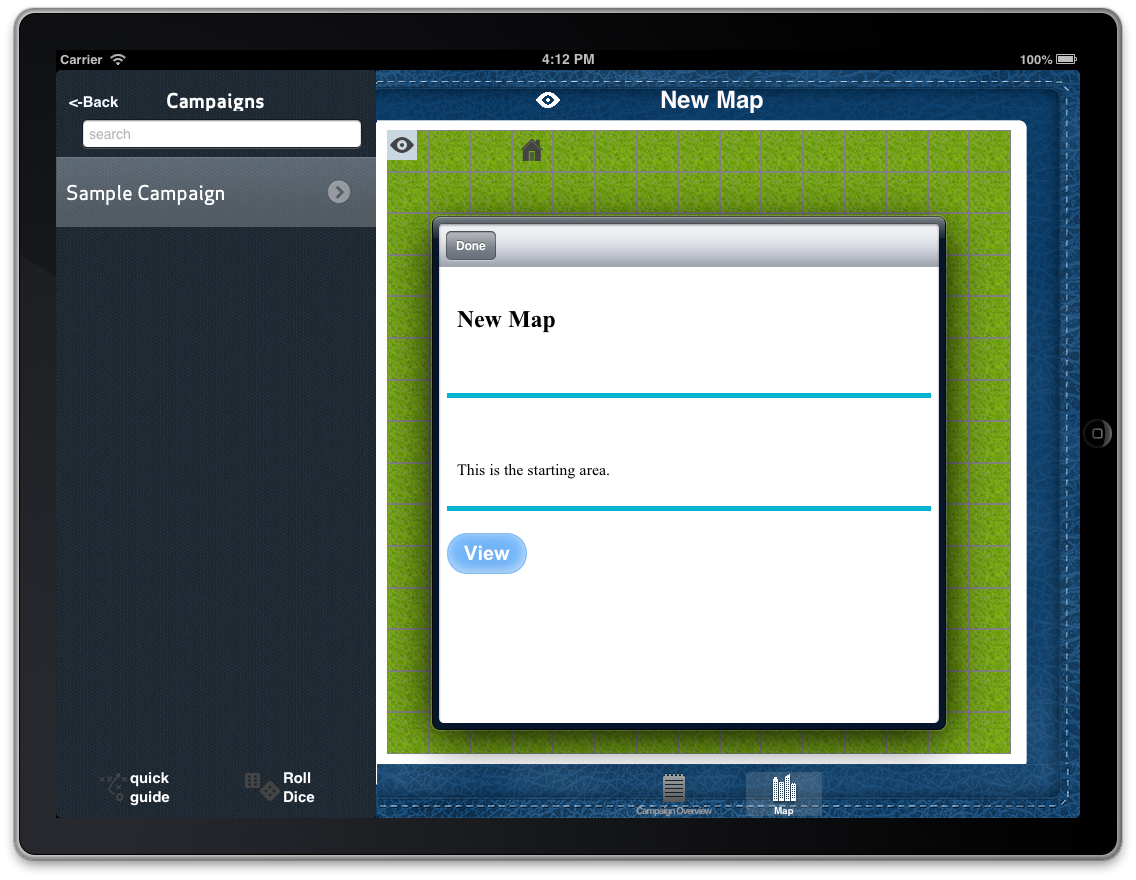 Carrier 4:12 PM 100%
<-Back Campaigns
search
Sample Campaign
quick
guide
Roll
Dice
New Map
Done
New Map
This is the starting area.
View
Campaign Overview
Map